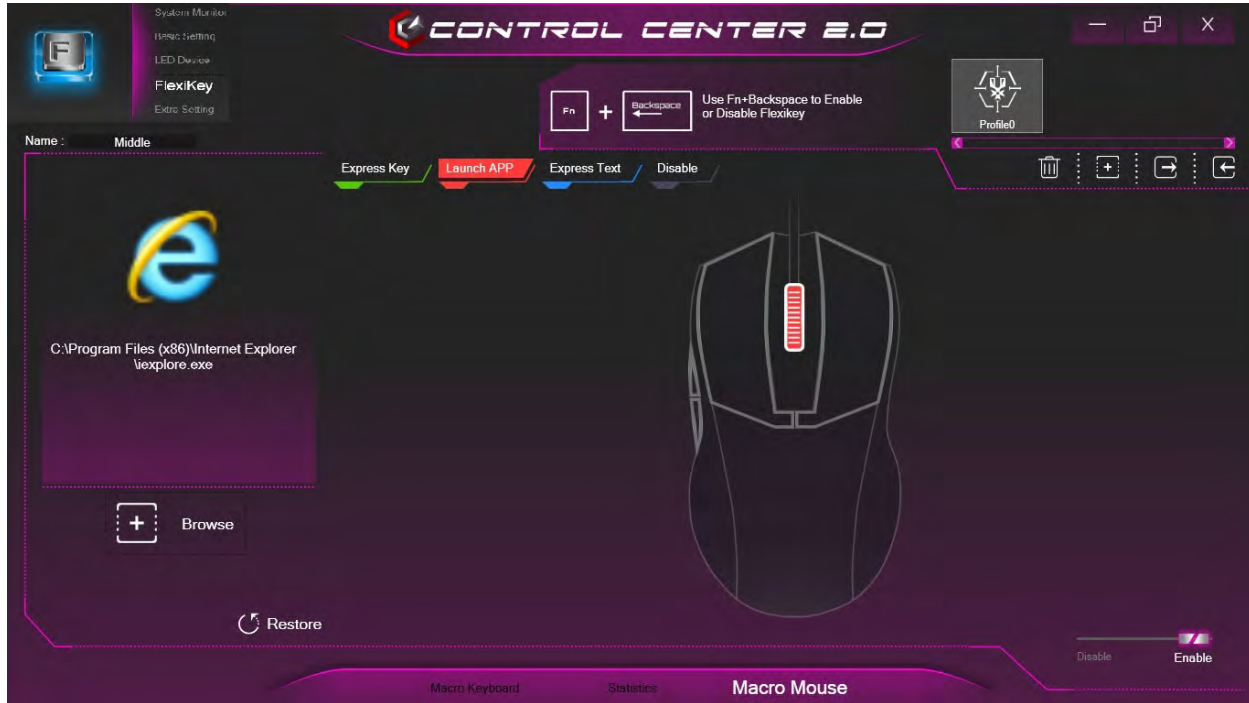 System Monitor
Basic Setting
LED Device
FlexiKey
Extra Setting
CONTROL CENTER 2.0
X
F
Fn
+
Backspace
Use Fn+Backspace to Enable
or Disable Flexikey
Profile0
Name :
Middle
Express Key
Launch APP
Express Text
Disable
C:\Program Files (x86)\Internet Explorer
\iexplore.exe
Browse
Restore
Disable
Enable
Macro Keyboard
Statistics
Macro Mouse